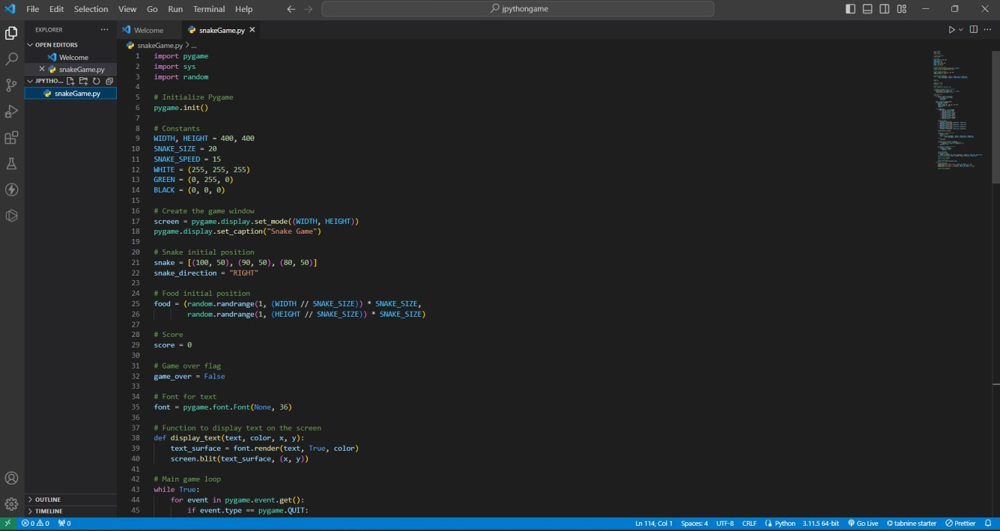 File Edit Selection View Go Run Terminal Help
jpythongame
EXPLORER
OPEN EDITORS
Welcome
snakeGame.py
JPYTHO...
snakeGame.py
OUTLINE
TIMELINE
Welcome
snakeGame.py
snakeGame.py > ...
1 import pygame
2 import sys
3 import random
4
5 # Initialize Pygame
6 pygame.init()
7
8 # Constants
9 WIDTH, HEIGHT = 400, 400
10 SNAKE_SIZE = 20
11 SNAKE_SPEED = 15
12 WHITE = (255, 255, 255)
13 GREEN = (0, 255, 0)
14 BLACK = (0, 0, 0)
15
16 # Create the game window
17 screen = pygame.display.set_mode((WIDTH, HEIGHT))
18 pygame.display.set_caption("Snake Game")
19
20 # Snake initial position
21 snake = [(100, 50), (90, 50), (80, 50)]
22 snake_direction = "RIGHT"
23
24 # Food initial position
25 food = (random.randrange(1, (WIDTH // SNAKE_SIZE)) * SNAKE_SIZE,
26         random.randrange(1, (HEIGHT // SNAKE_SIZE)) * SNAKE_SIZE)
27
28 # Score
29 score = 0
30
31 # Game over flag
32 game_over = False
33
34 # Font for text
35 font = pygame.font.Font(None, 36)
36
37 # Function to display text on the screen
38 def display_text(text, color, x, y):
39     text_surface = font.render(text, True, color)
40     screen.blit(text_surface, (x, y))
41
42 # Main game loop
43 while True:
44     for event in pygame.event.get():
45         if event.type == pygame.QUIT:
0 0 0 Ln 114, Col 1 Spaces: 4 UTF-8 CRLF Python 3.11.5 64-bit Go Live tabnine starter Prettier